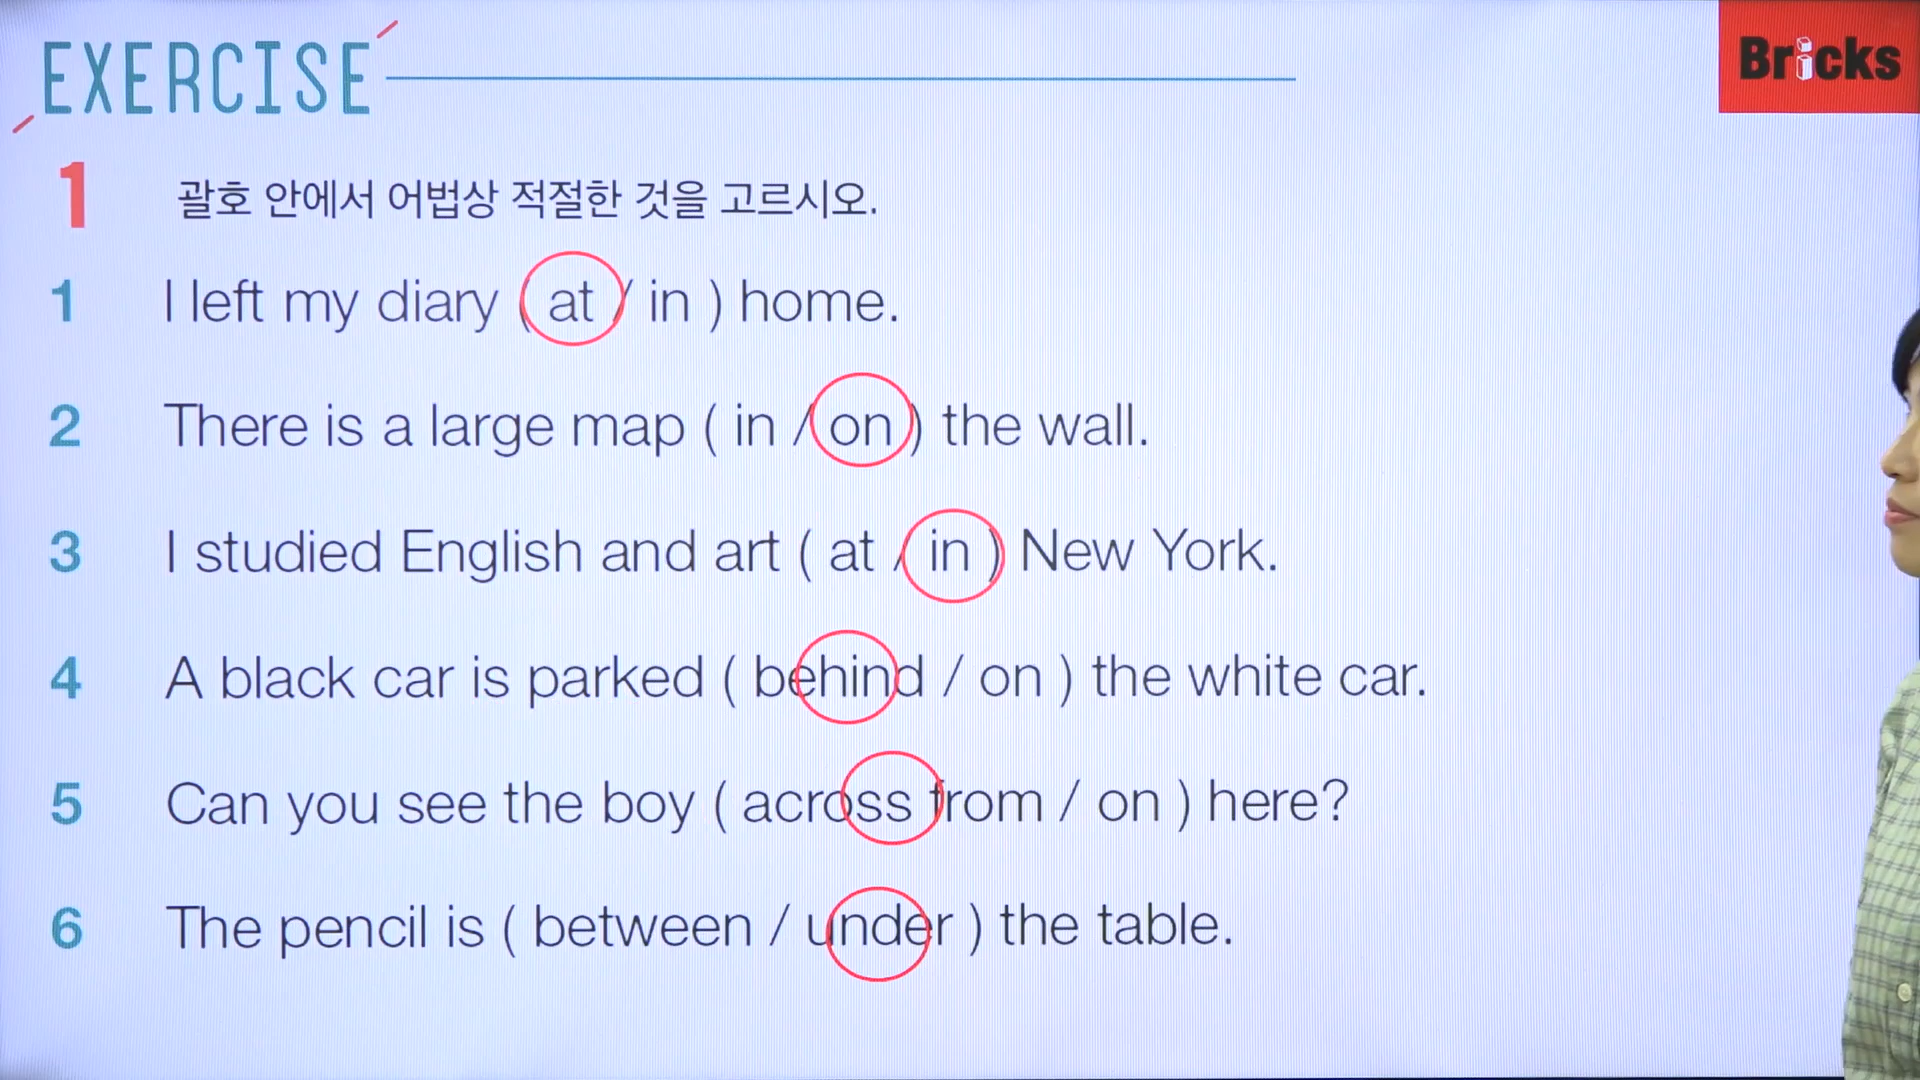 EXERCISE
Bricks
1 괄호 안에서 어법상 적절한 것을 고르시오.
1 I left my diary ( at / in ) home.
2 There is a large map ( in / on ) the wall.
3 I studied English and art ( at / in ) New York.
4 A black car is parked ( behind / on ) the white car.
5 Can you see the boy ( across from / on ) here?
6 The pencil is ( between / under ) the table.